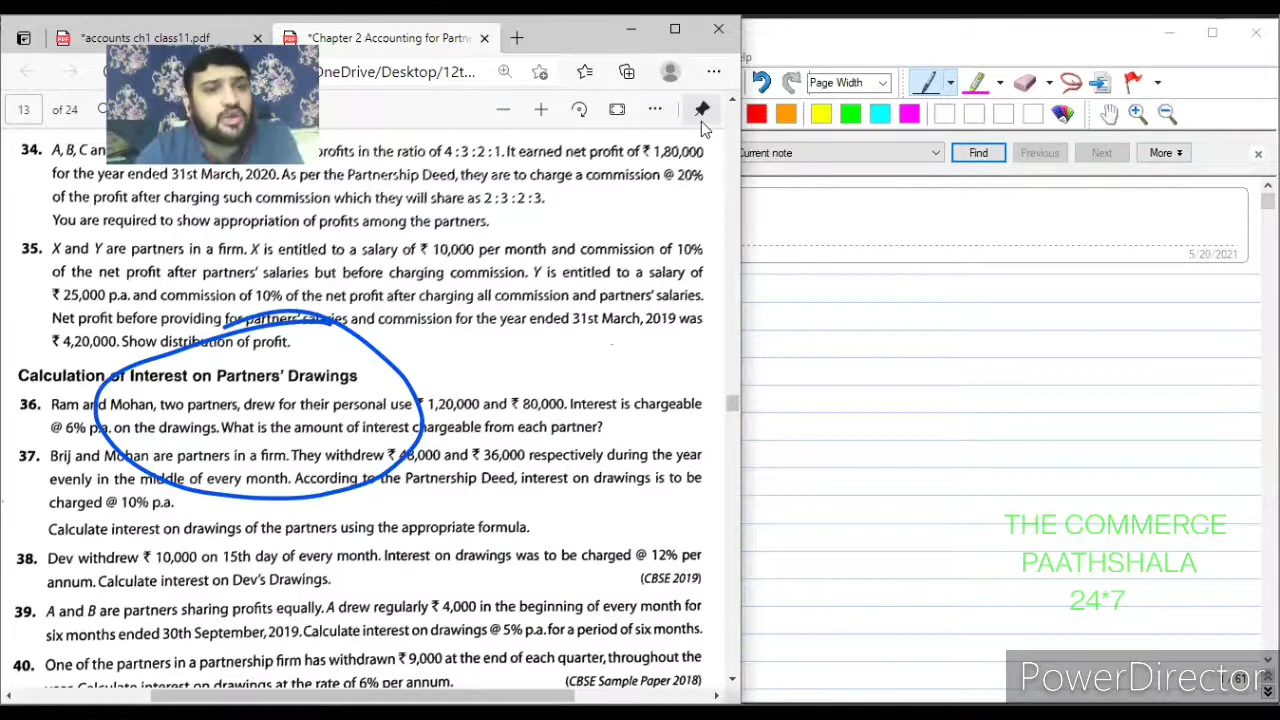 *accounts ch1 class11.pdf
*Chapter 2 Accounting for Partn
OneDrive/Desktop/12t...
13 of 24
34. A, B, C an profits in the ratio of 4 : 3 : 2 : 1. It earned net profit of ₹ 1,80,000
for the year ended 31st March, 2020. As per the Partnership Deed, they are to charge a commission @ 20%
of the profit after charging such commission which they will share as 2 : 3 : 2 : 3.
You are required to show appropriation of profits among the partners.
35. X and Y are partners in a firm. X is entitled to a salary of ₹ 10,000 per month and commission of 10%
of the net profit after partners' salaries but before charging commission. Y is entitled to a salary of
₹ 25,000 p.a. and commission of 10% of the net profit after charging all commission and partners' salaries.
Net profit before providing for partners' salaries and commission for the year ended 31st March, 2019 was
₹ 4,20,000. Show distribution of profit.
Calculation of Interest on Partners' Drawings
36. Ram and Mohan, two partners, drew for their personal use ₹ 1,20,000 and ₹ 80,000. Interest is chargeable
@ 6% p.a. on the drawings. What is the amount of interest chargeable from each partner?
37. Brij and Mohan are partners in a firm. They withdrew ₹ 48,000 and ₹ 36,000 respectively during the year
evenly in the middle of every month. According to the Partnership Deed, interest on drawings is to be
charged @ 10% p.a.
Calculate interest on drawings of the partners using the appropriate formula.
38. Dev withdrew ₹ 10,000 on 15th day of every month. Interest on drawings was to be charged @ 12% per
annum. Calculate interest on Dev's Drawings. (CBSE 2019)
39. A and B are partners sharing profits equally. A drew regularly ₹ 4,000 in the beginning of every month for
six months ended 30th September, 2019. Calculate interest on drawings @ 5% p.a. for a period of six months.
40. One of the partners in a partnership firm has withdrawn ₹ 9,000 at the end of each quarter, throughout the
year. Calculate interest on drawings at the rate of 6% per annum. (CBSE Sample Paper 2018)
elp
Page Width
Current note
Find
Previous
Next
More
5/20/2021
THE COMMERCE
PAATHSHALA
24*7
PowerDirector